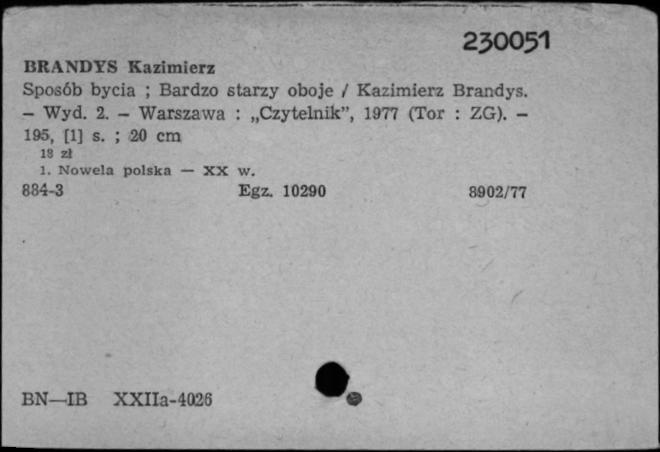 230051
BRANDYS Kazimierz
Sposób bycia ; Bardzo starzy oboje / Kazimierz Brandys.
– Wyd. 2. – Warszawa : „Czytelnik”, 1977 (Tor : ZG). –
195, [1] s. ; 20 cm
18 zł
1. Nowela polska — XX w.
884-3 Egz. 10290 8902/77
BN—IB XXIIa-4026